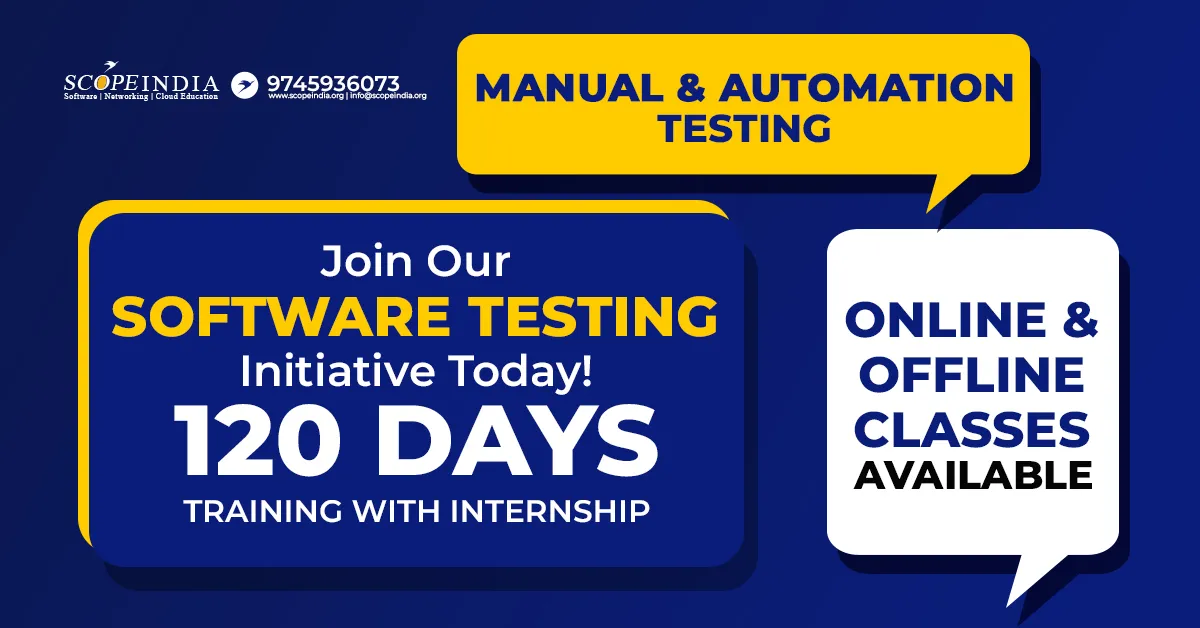 SCOPEINDIA
Software | Networking | Cloud Education
9745936073
www.scopeindia.org | info@scopeindia.org
MANUAL & AUTOMATION
TESTING
Join Our
SOFTWARE TESTING
Initiative Today!
120 DAYS
TRAINING WITH INTERNSHIP
ONLINE &
OFFLINE
CLASSES
AVAILABLE